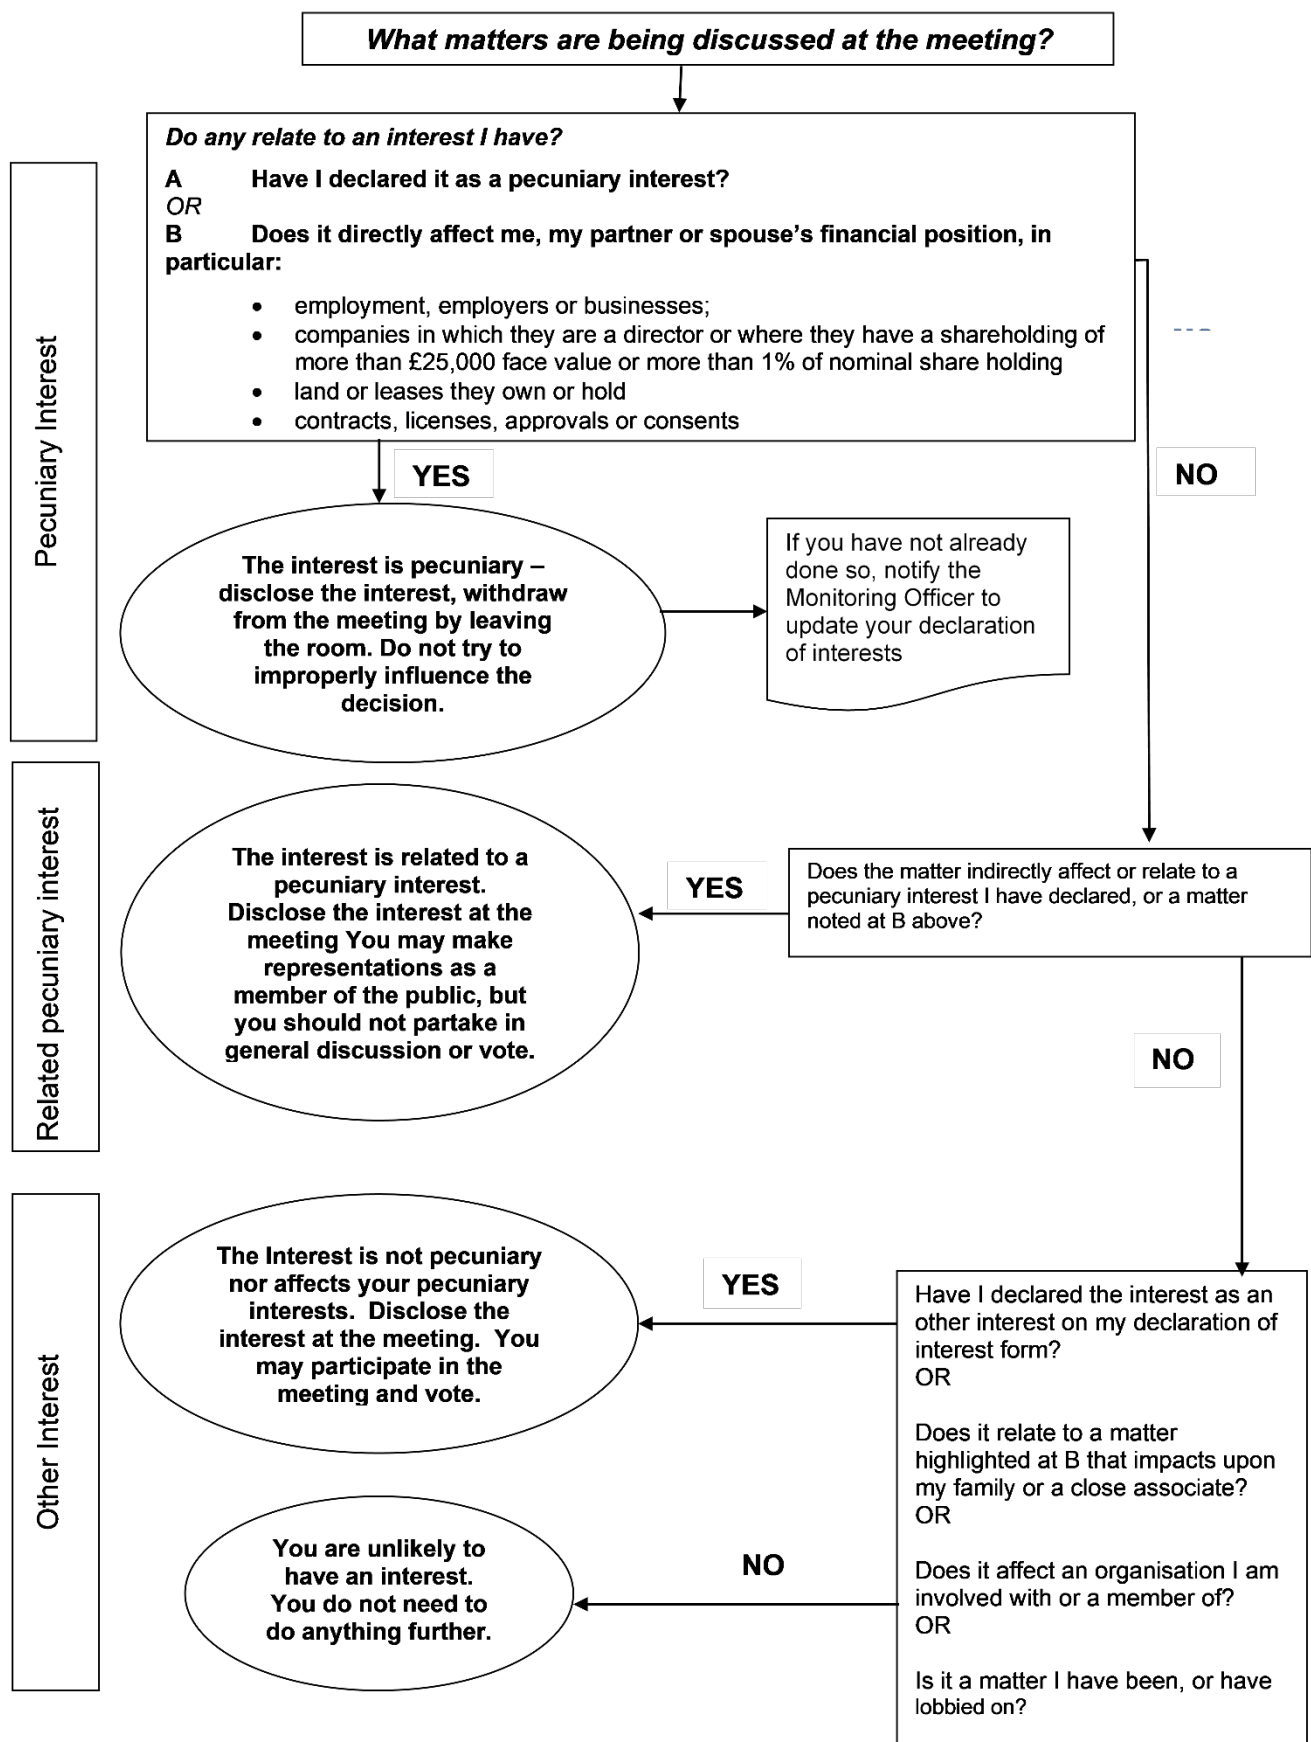 What matters are being discussed at the meeting?
Do any relate to an interest I have?
A Have I declared it as a pecuniary interest?
OR
B Does it directly affect me, my partner or spouse's financial position, in
particular:
• employment, employers or businesses;
• companies in which they are a director or where they have a shareholding of
more than £25,000 face value or more than 1% of nominal share holding
• land or leases they own or hold
• contracts, licenses, approvals or consents
Pecuniary Interest
YES
NO
The interest is pecuniary –
disclose the interest, withdraw
from the meeting by leaving
the room. Do not try to
improperly influence the
decision.
If you have not already
done so, notify the
Monitoring Officer to
update your declaration
of interests
Related pecuniary interest
The interest is related to a
pecuniary interest.
Disclose the interest at the
meeting You may make
representations as a
member of the public, but
you should not partake in
general discussion or vote.
YES
Does the matter indirectly affect or relate to a
pecuniary interest I have declared, or a matter
noted at B above?
NO
Other Interest
The Interest is not pecuniary
nor affects your pecuniary
interests. Disclose the
interest at the meeting. You
may participate in the
meeting and vote.
YES
Have I declared the interest as an
other interest on my declaration of
interest form?
OR
Does it relate to a matter
highlighted at B that impacts upon
my family or a close associate?
OR
Does it affect an organisation I am
involved with or a member of?
OR
Is it a matter I have been, or have
lobbied on?
NO
You are unlikely to
have an interest.
You do not need to
do anything further.